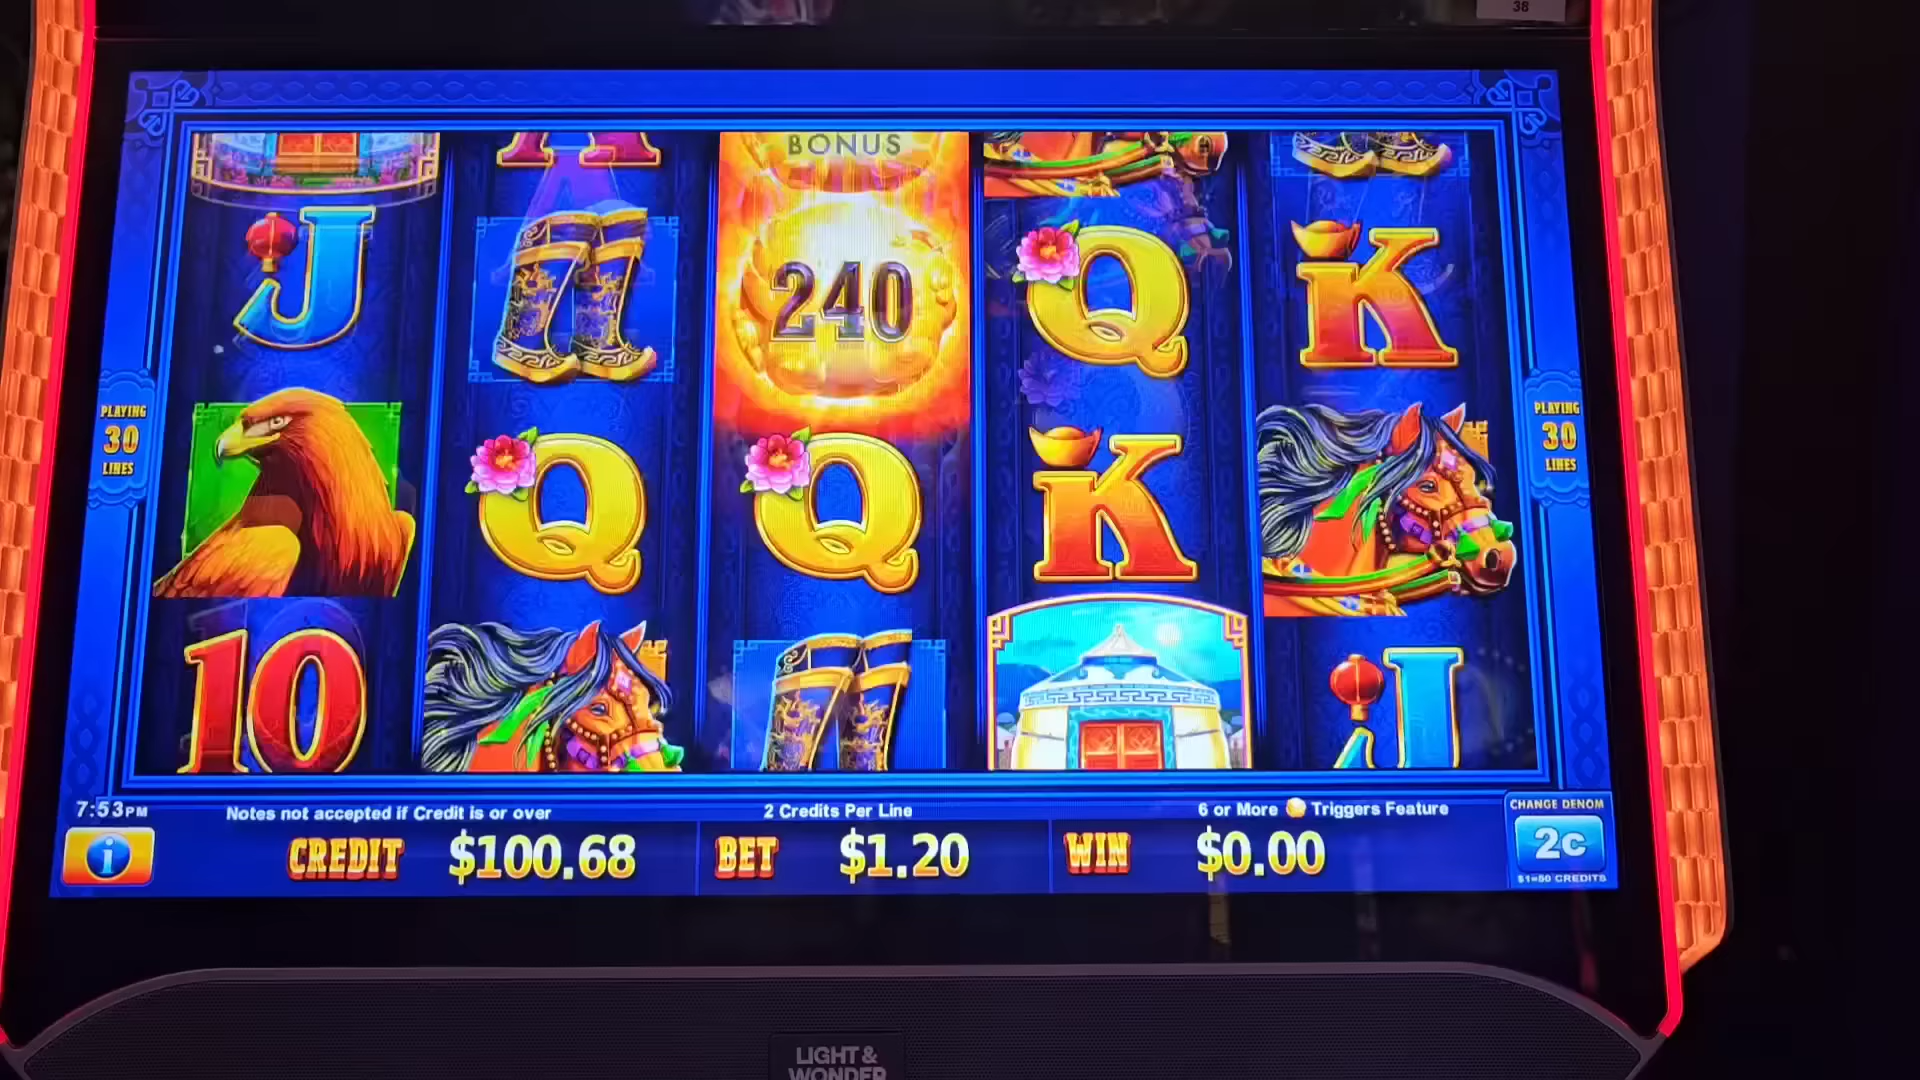 38
BONUS
J
240
Q
K
PLAYING
30
LINES
Q
Q
K
PLAYING
30
LINES
10
J
7:53PM
Notes not accepted if Credit is or over
2 Credits Per Line
6 or More Triggers Feature
CHANGE DENOM
i
CREDIT $100.68
BET $1.20
WIN $0.00
2c
$1=50 CREDITS
LIGHT &
WONDER